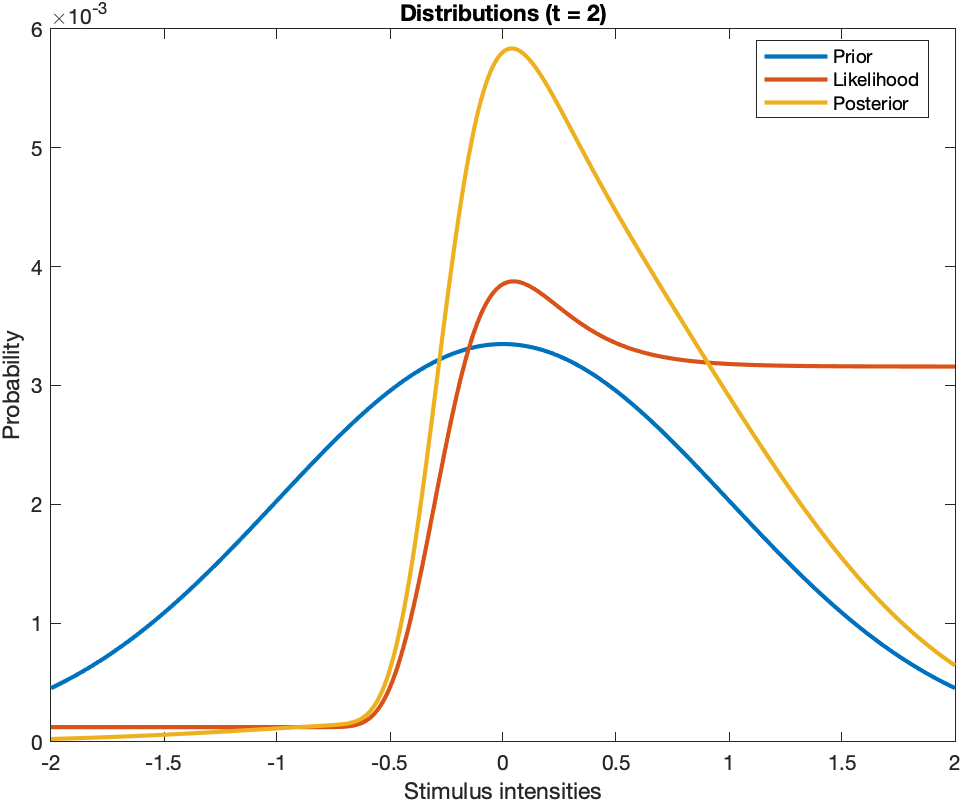 Distributions (t = 2)
×10-3
Prior
Likelihood
Posterior
6
5
4
3
2
1
0
Probability
-2 -1.5 -1 -0.5 0 0.5 1 1.5 2
Stimulus intensities